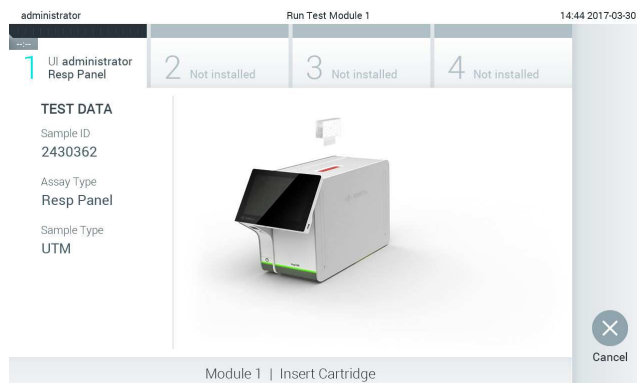 administrator
Run Test Module 1
14:44 2017-03-30
--:--
1
UI administrator
Resp Panel
2 Not installed
3 Not installed
4 Not installed
TEST DATA
Sample ID
2430362
Assay Type
Resp Panel
Sample Type
UTM
Cancel
Module 1 | Insert Cartridge